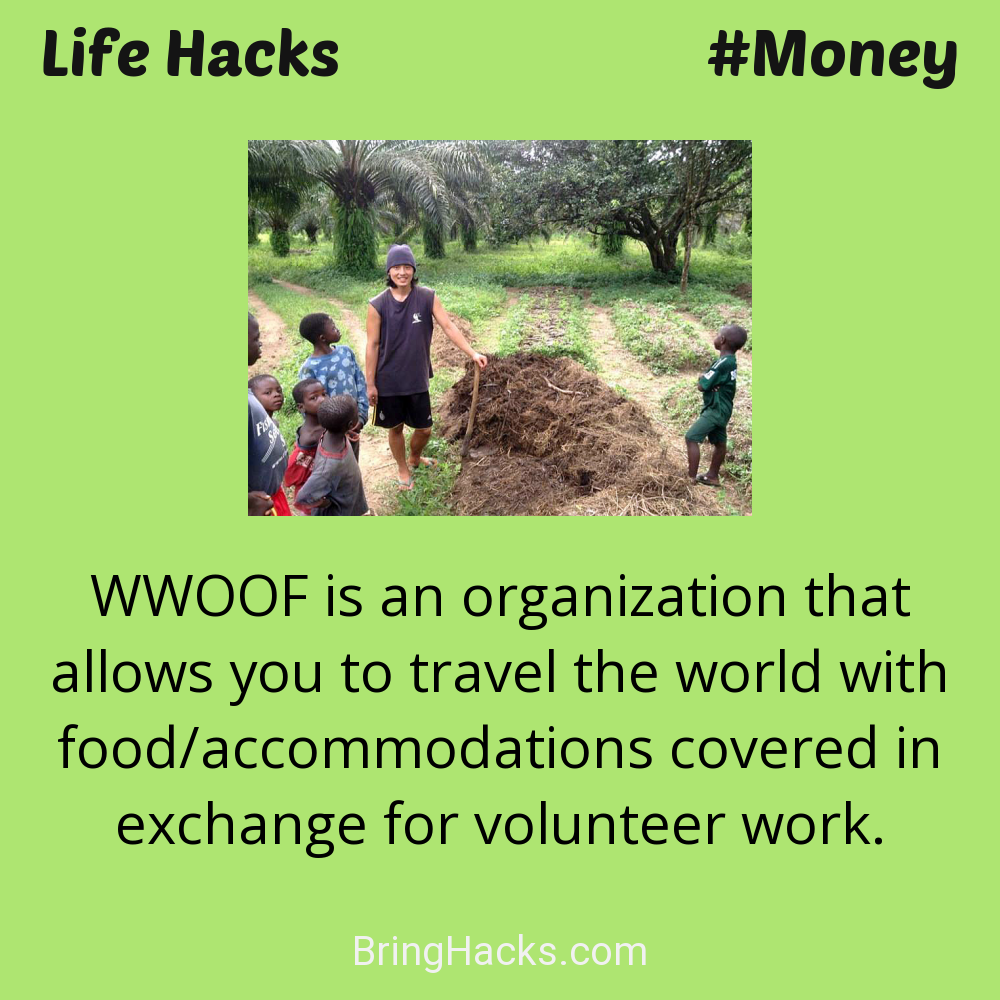 Life Hacks #Money
WWOOF is an organization that
allows you to travel the world with
food/accommodations covered in
exchange for volunteer work.
BringHacks.com